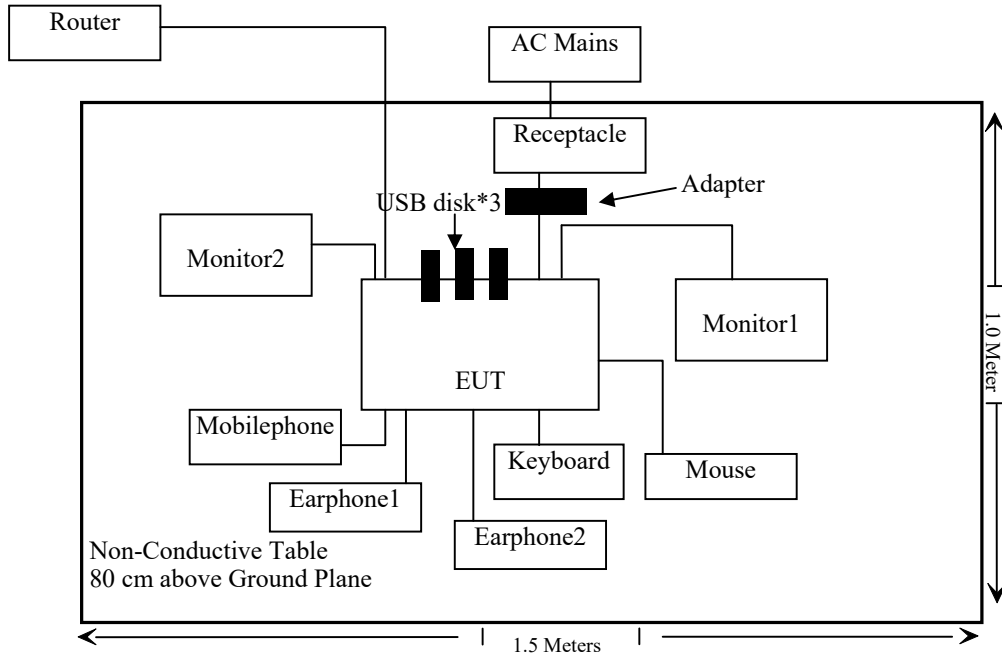 Router
AC Mains
Receptacle
Adapter
USB disk*3
Monitor2
Monitor1
EUT
Mobilephone
Keyboard
Mouse
Earphone1
Earphone2
Non-Conductive Table
80 cm above Ground Plane
1.0 Meter
1.5 Meters